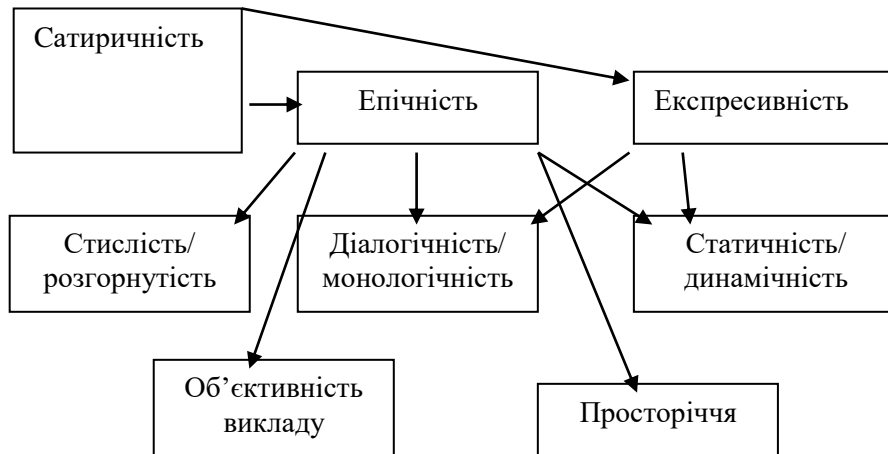 Сатиричність
Епічність
Експресивність
Стислість/
розгорнутість
Діалогічність/
монологічність
Статичність/
динамічність
Об’єктивність
викладу
Просторіччя